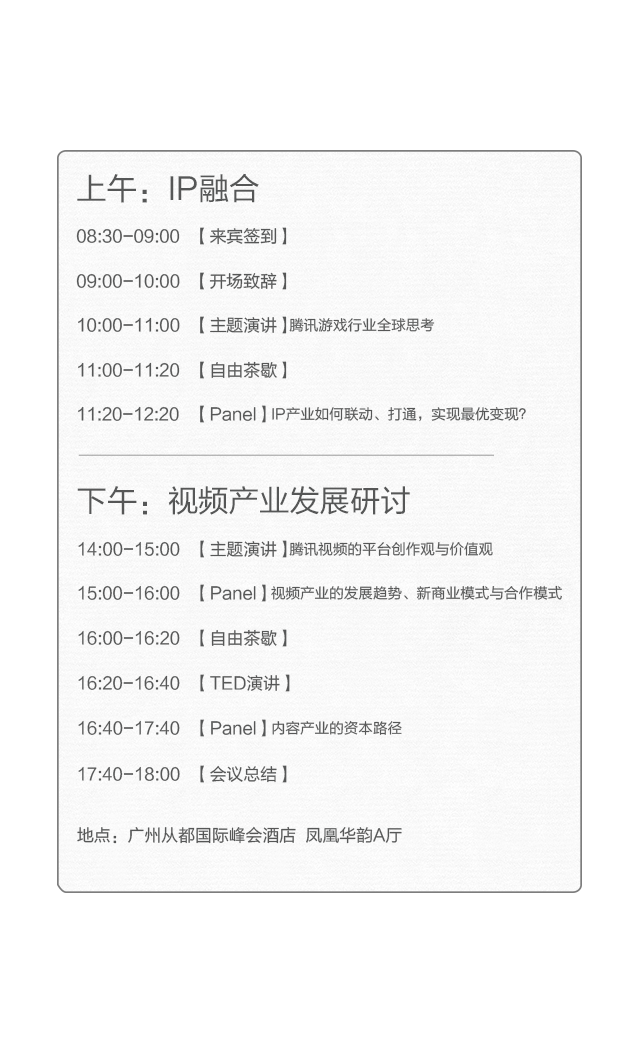 上午：IP融合
08:30-09:00 【来宾签到】
09:00-10:00 【开场致辞】
10:00-11:00 【主题演讲】腾讯游戏行业全球思考
11:00-11:20 【自由茶歇】
11:20-12:20 【Panel】IP产业如何联动、打通，实现最优变现？
下午：视频产业发展研讨
14:00-15:00 【主题演讲】腾讯视频的平台创作观与价值观
15:00-16:00 【Panel】视频产业的发展趋势、新商业模式与合作模式
16:00-16:20 【自由茶歇】
16:20-16:40 【TED演讲】
16:40-17:40 【Panel】内容产业的资本路径
17:40-18:00 【会议总结】
地点：广州从都国际峰会酒店 凤凰华韵A厅